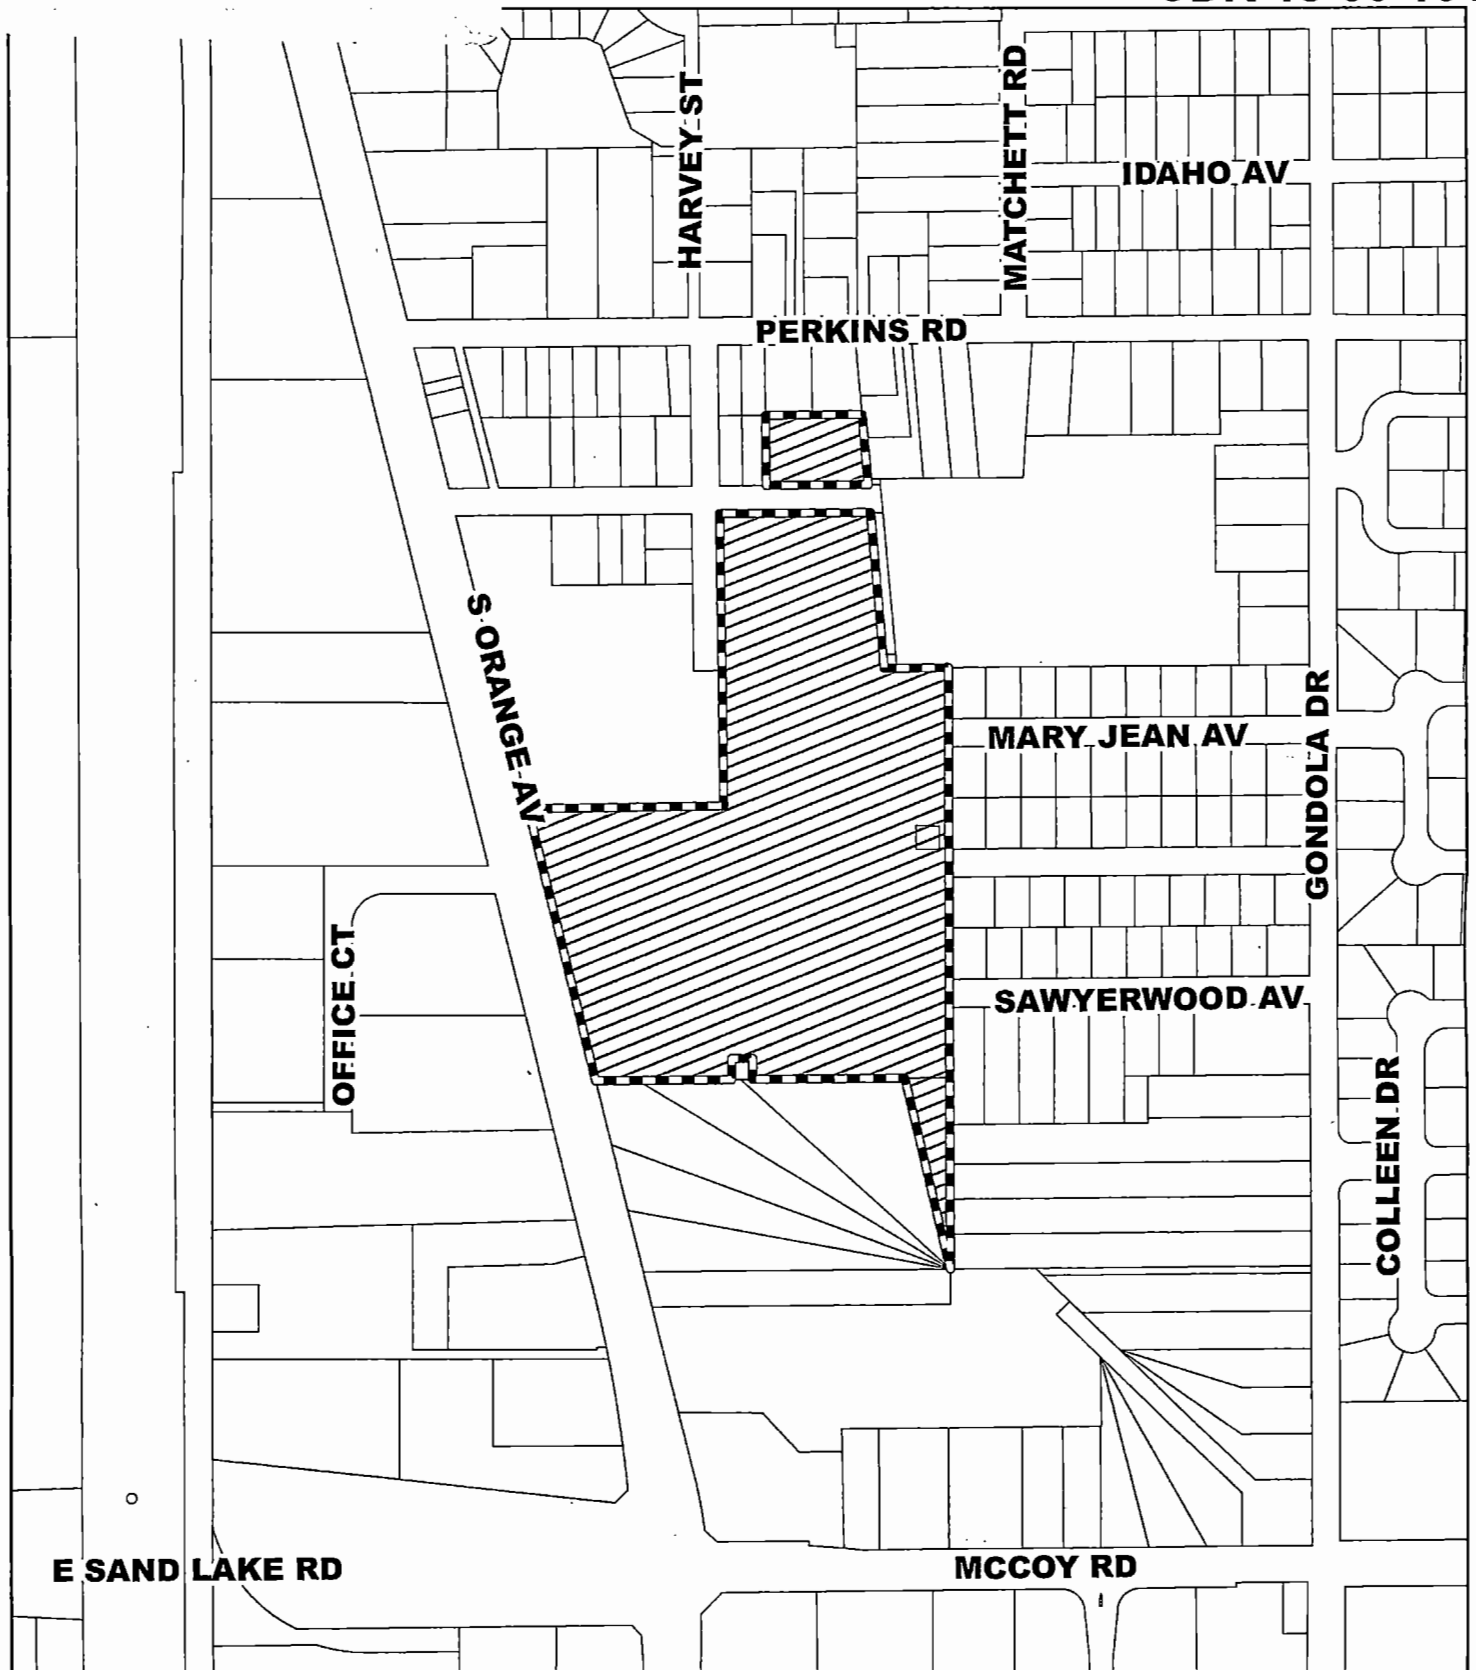 HARVEY ST
MATCHETT RD
IDAHO AV
PERKINS RD
S ORANGE AV
MARY JEAN AV
GONDOLA DR
OFFICE CT
SAWYERWOOD AV
COLLEEN DR
E SAND LAKE RD
MCCOY RD